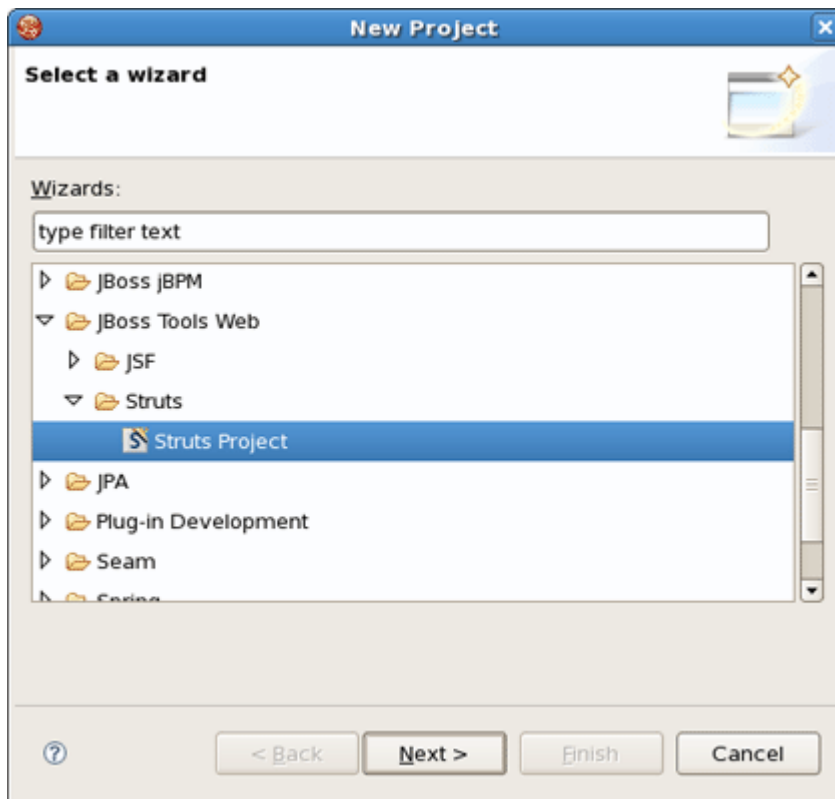 New Project
Select a wizard
Wizards:
type filter text
JBoss jBPM
JBoss Tools Web
JSF
Struts
Struts Project
JPA
Plug-in Development
Seam
Spring
< Back Next > Finish Cancel